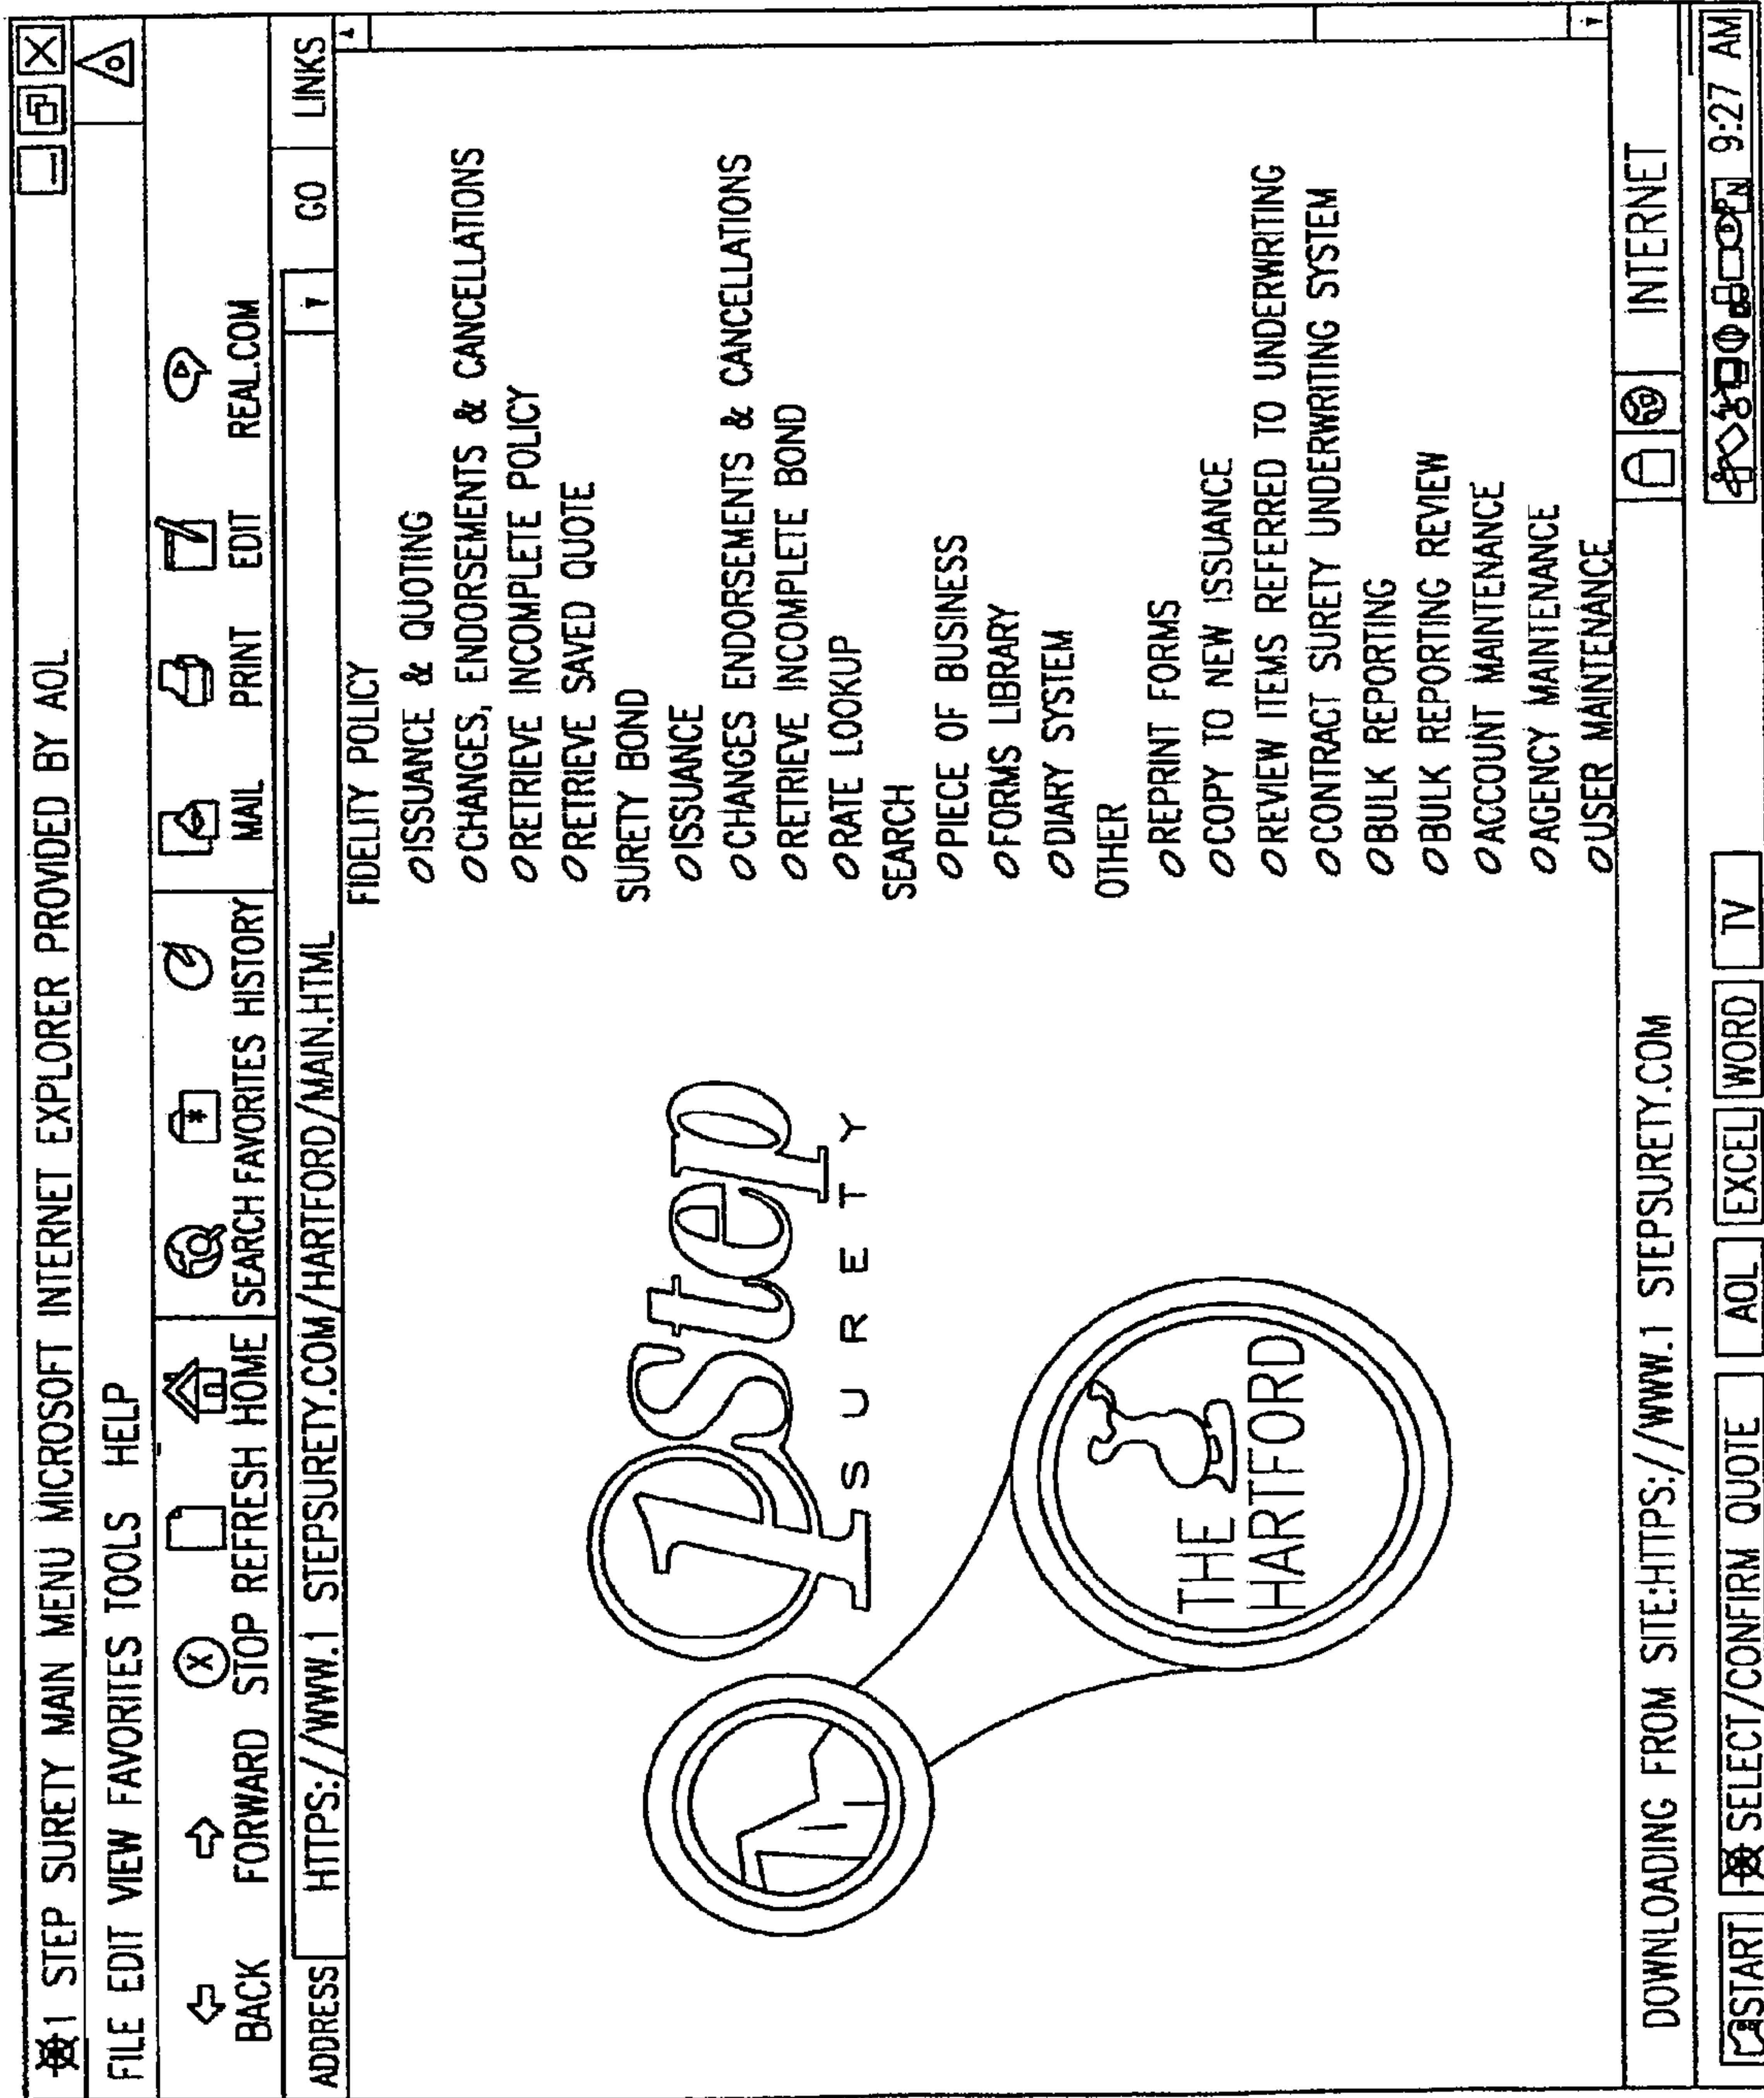 1 STEP SURETY MAIN MENU MICROSOFT INTERNET EXPLORER PROVIDED BY AOL
FILE EDIT VIEW FAVORITES TOOLS HELP
BACK FORWARD STOP REFRESH HOME SEARCH FAVORITES HISTORY MAIL PRINT EDIT REAL.COM
ADDRESS HTTPS://WWW.1 STEPSURETY.COM/HARTFORD/MAIN.HTML GO LINKS
FIDELITY POLICY
ISSUANCE & QUOTING
CHANGES, ENDORSEMENTS & CANCELLATIONS
RETRIEVE INCOMPLETE POLICY
RETRIEVE SAVED QUOTE
SURETY BOND
ISSUANCE
CHANGES ENDORSEMENTS & CANCELLATIONS
RETRIEVE INCOMPLETE BOND
RATE LOOKUP
SEARCH
PIECE OF BUSINESS
FORMS LIBRARY
DIARY SYSTEM
OTHER
REPRINT FORMS
COPY TO NEW ISSUANCE
REVIEW ITEMS REFERRED TO UNDERWRITING
CONTRACT SURETY UNDERWRITING SYSTEM
BULK REPORTING
BULK REPORTING REVIEW
ACCOUNT MAINTENANCE
AGENCY MAINTENANCE
USER MAINTENANCE
1Step
SURETY
THE
HARTFORD
DOWNLOADING FROM SITE:HTTPS://WWW.1 STEPSURETY.COM INTERNET
START SELECT/CONFIRM QUOTE AOL EXCEL WORD TV 9:27 AM